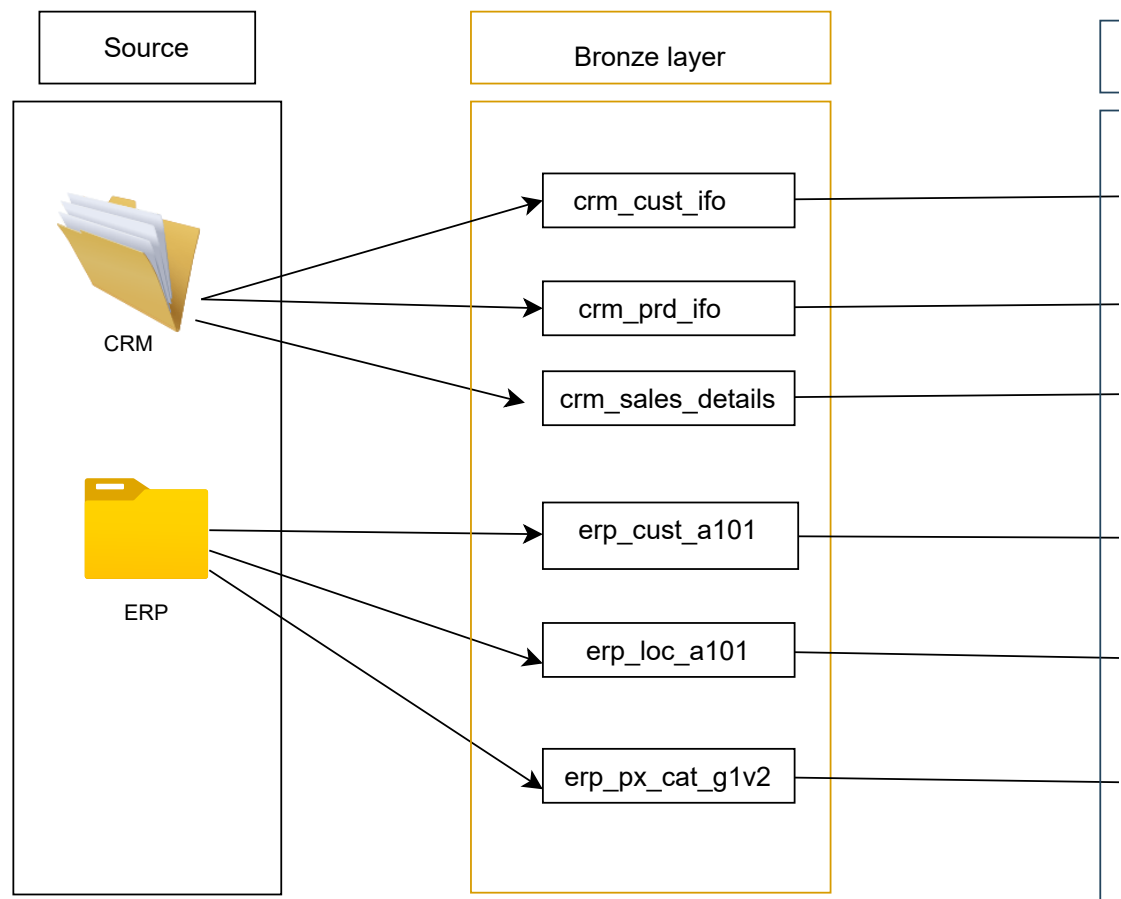 Source
Bronze layer
crm_cust_ifo
crm_prd_ifo
CRM
crm_sales_details
erp_cust_a101
ERP
erp_loc_a101
erp_px_cat_g1v2